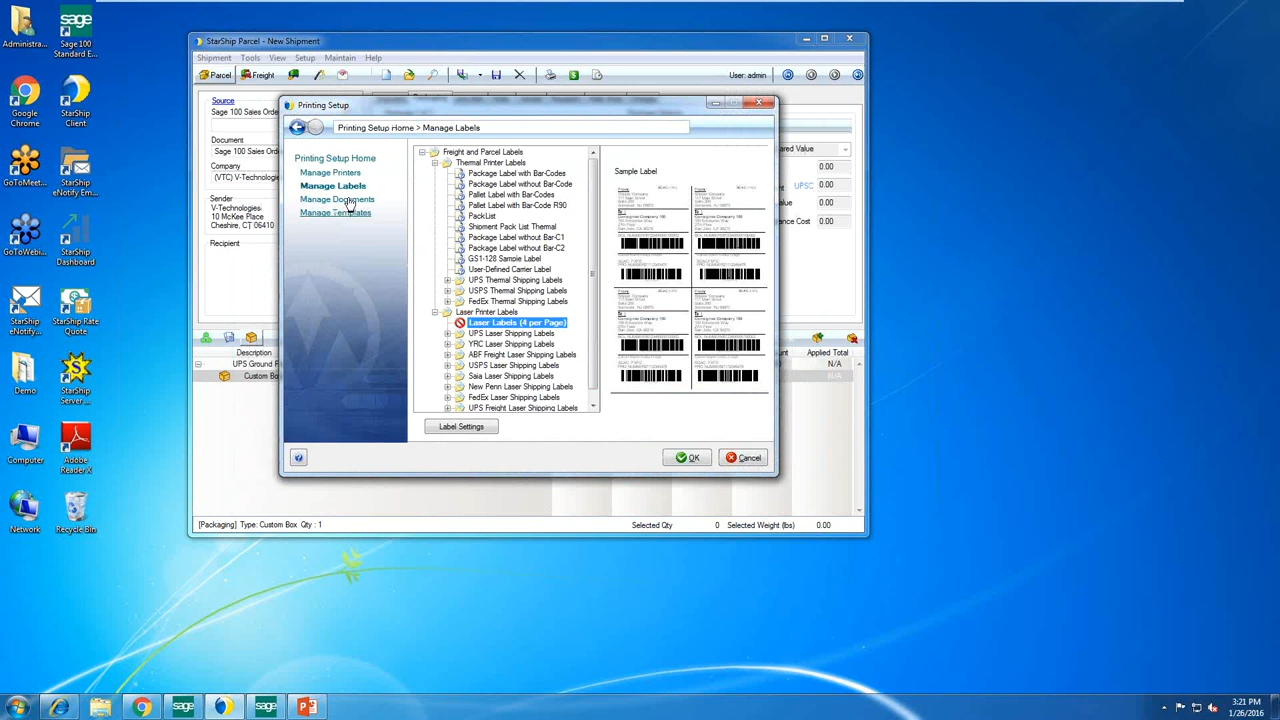 Administra...
Sage 100
Standard E...
Google
Chrome
StarShip
Client
GoToMeet...
StarShip
eNotify Em...
GoToWebi...
StarShip
Dashboard
StarShip
eNotify...
StarShip Rate
Quote
Demo
StarShip
Server ...
Computer
Adobe
Reader X
Network
Recycle Bin
StarShip Parcel - New Shipment
Shipment Tools View Setup Maintain Help
Parcel Freight
User: admin
Source
Sage 100 Sales Orde
Document
Sage 100 Sales Ord
Company
(VTC) V-Technologie
Sender
V-Technologies
10 McKee Place
Cheshire, CT 06410
Recipient
0.00
UPSC 0.00
0.00
0.00
Description
Applied Total
UPS Ground
N/A
Custom Bo
N/A
[Packaging] Type: Custom Box Qty : 1
Selected Qty 0 Selected Weight (lbs) 0.00
Printing Setup
Printing Setup Home > Manage Labels
Printing Setup Home
Manage Printers
Manage Labels
Manage Documents
Manage Templates
Freight and Parcel Labels
Thermal Printer Labels
Package Label with Bar-Codes
Package Label without Bar-Code
Pallet Label with Bar-Codes
Pallet Label with Bar-Code R90
PackList
Shipment Pack List Thermal
Package Label without Bar-C1
Package Label without Bar-C2
GS1-128 Sample Label
User-Defined Carrier Label
UPS Thermal Shipping Labels
USPS Thermal Shipping Labels
FedEx Thermal Shipping Labels
Laser Printer Labels
Laser Labels (4 per Page)
UPS Laser Shipping Labels
YRC Laser Shipping Labels
ABF Freight Laser Shipping Labels
USPS Laser Shipping Labels
Saia Laser Shipping Labels
New Penn Laser Shipping Labels
FedEx Laser Shipping Labels
UPS Freight Laser Shipping Labels
Sample Label
Label Settings
OK
Cancel
3:21 PM
1/26/2016